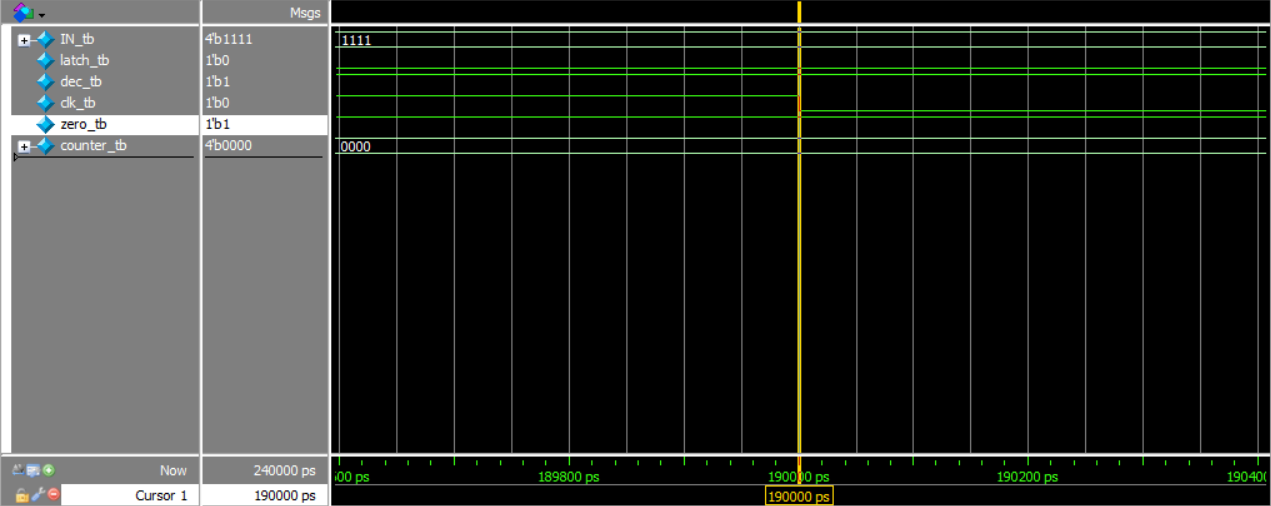 Msgs
IN_tb 4'b1111 1111
latch_tb 1'b0
dec_tb 1'b1
clk_tb 1'b0
zero_tb 1'b1
counter_tb 4'b0000 0000
Now 240000 ps 00 ps 189800 ps 190000 ps 190200 ps 190400
Cursor 1 190000 ps 190000 ps